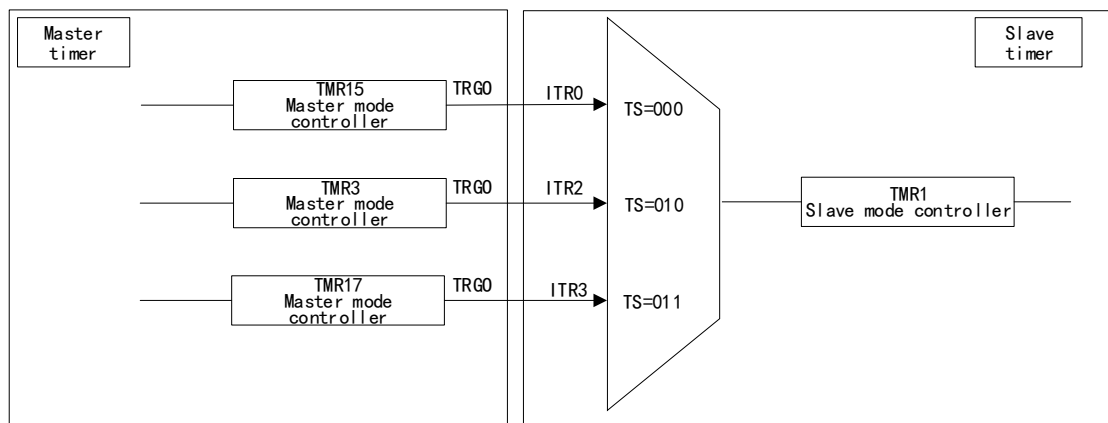 Master
timer
Slave
timer
TMR15
Master mode
controller
TRGO
ITR0
TS=000
TMR3
Master mode
controller
TRGO
ITR2
TS=010
TMR1
Slave mode controller
TMR17
Master mode
controller
TRGO
ITR3
TS=011